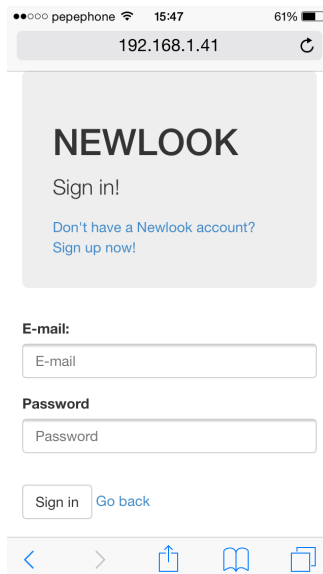 pepephone 15:47 61%
192.168.1.41
NEWLOOK
Sign in!
Don't have a Newlook account?
Sign up now!
E-mail:
E-mail
Password
Password
Sign in Go back